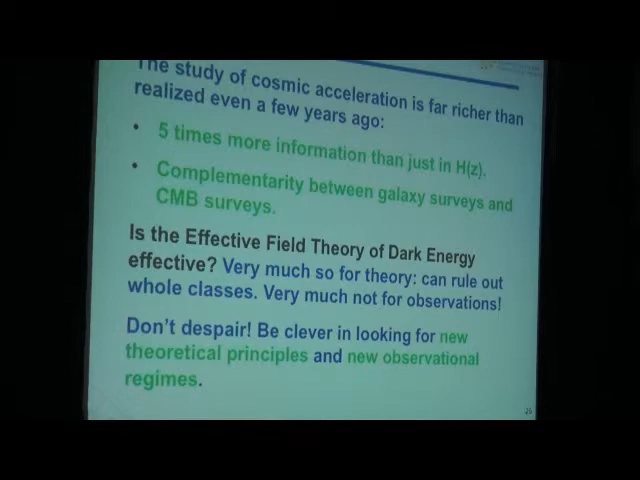 The study of cosmic acceleration is far richer than
realized even a few years ago:
• 5 times more information than just in H(z).
• Complementarity between galaxy surveys and
CMB surveys.
Is the Effective Field Theory of Dark Energy
effective? Very much so for theory: can rule out
whole classes. Very much not for observations!
Don't despair! Be clever in looking for new
theoretical principles and new observational
regimes.